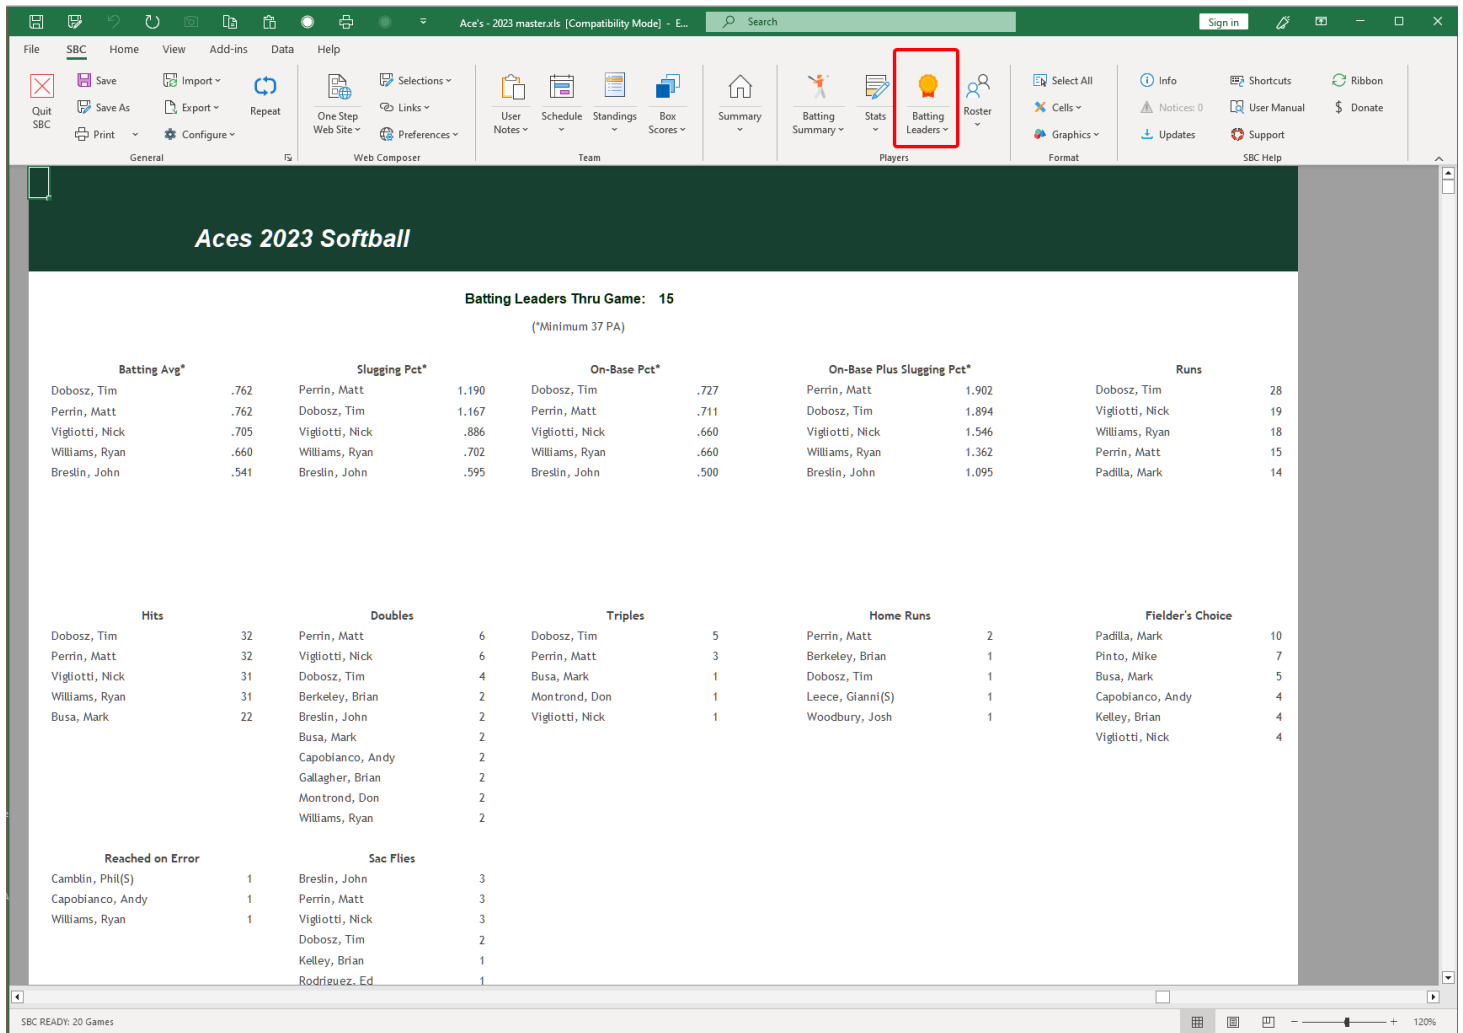 Ace's - 2023 master.xls [Compatibility Mode] - E... Search Sign in
File SBC Home View Add-ins Data Help
Quit SBC Save Save As Print Import Export Configure Repeat
General
One Step Web Site Selections Links Preferences
Web Composer
User Notes Schedule Standings Box Scores
Team
Summary
Batting Summary Stats Batting Leaders Roster
Players
Select All Cells Graphics
Format
Info Notices: 0 Updates Shortcuts User Manual Support Ribbon $ Donate
SBC Help
Aces 2023 Softball
Batting Leaders Thru Game: 15
(*Minimum 37 PA)
Batting Avg* Slugging Pct* On-Base Pct* On-Base Plus Slugging Pct* Runs
Dobosz, Tim .762 Perrin, Matt 1.190 Dobosz, Tim .727 Perrin, Matt 1.902 Dobosz, Tim 28
Perrin, Matt .762 Dobosz, Tim 1.167 Perrin, Matt .711 Dobosz, Tim 1.894 Vigliotti, Nick 19
Vigliotti, Nick .705 Vigliotti, Nick .886 Vigliotti, Nick .660 Vigliotti, Nick 1.546 Williams, Ryan 18
Williams, Ryan .660 Williams, Ryan .702 Williams, Ryan .660 Williams, Ryan 1.362 Perrin, Matt 15
Breslin, John .541 Breslin, John .595 Breslin, John .500 Breslin, John 1.095 Padilla, Mark 14
Hits Doubles Triples Home Runs Fielder's Choice
Dobosz, Tim 32 Perrin, Matt 6 Dobosz, Tim 5 Perrin, Matt 2 Padilla, Mark 10
Perrin, Matt 32 Vigliotti, Nick 6 Perrin, Matt 3 Berkeley, Brian 1 Pinto, Mike 7
Vigliotti, Nick 31 Dobosz, Tim 4 Busa, Mark 1 Dobosz, Tim 1 Busa, Mark 5
Williams, Ryan 31 Berkeley, Brian 2 Montrond, Don 1 Leece, Gianni(S) 1 Capobianco, Andy 4
Busa, Mark 22 Breslin, John 2 Vigliotti, Nick 1 Woodbury, Josh 1 Kelley, Brian 4
Busa, Mark 2 Vigliotti, Nick 4
Capobianco, Andy 2
Gallagher, Brian 2
Montrond, Don 2
Williams, Ryan 2
Reached on Error Sac Flies
Camblin, Phil(S) 1 Breslin, John 3
Capobianco, Andy 1 Perrin, Matt 3
Williams, Ryan 1 Vigliotti, Nick 3
Dobosz, Tim 2
Kelley, Brian 1
Rodriguez, Ed 1
SBC READY: 20 Games 120%